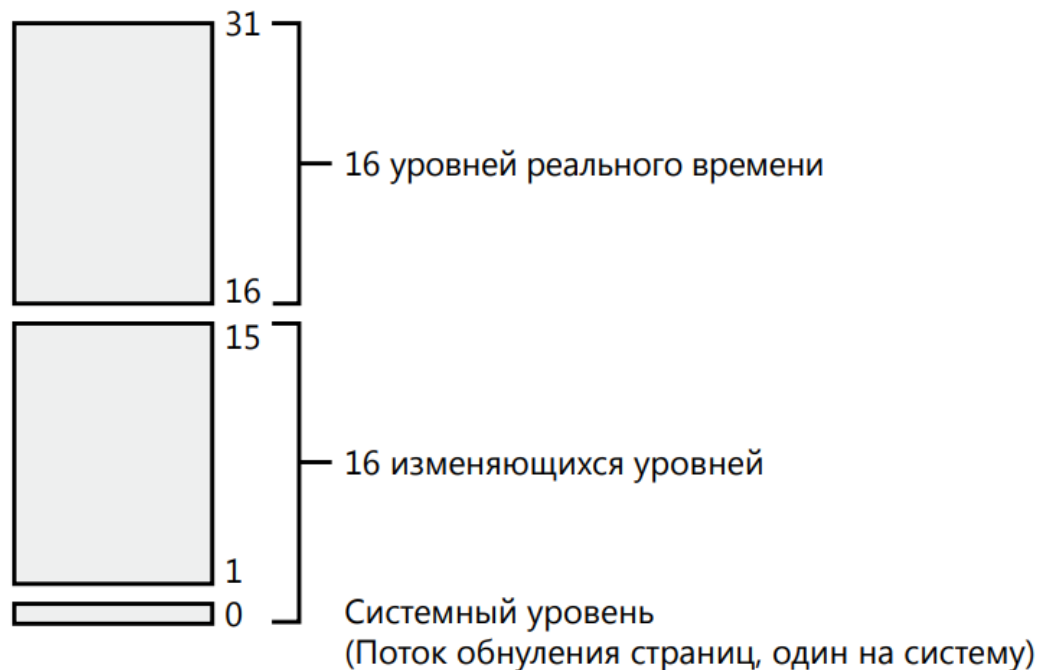 31
16 уровней реального времени
16
15
16 изменяющихся уровней
1
0
Системный уровень
(Поток обнуления страниц, один на систему)